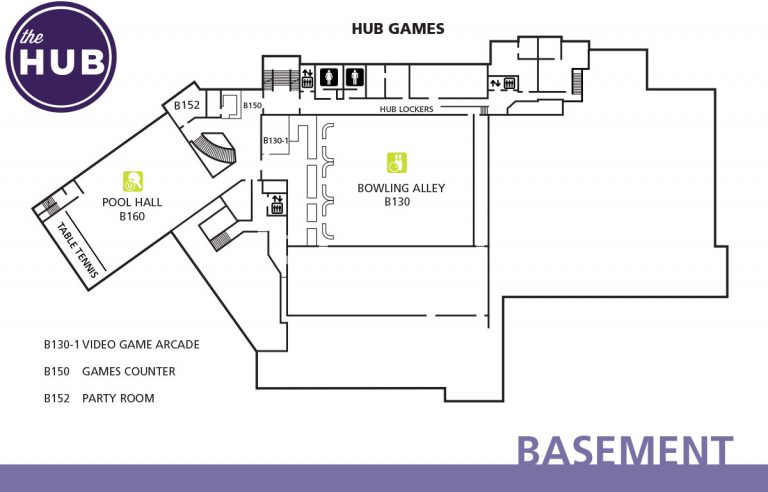 the
HUB
HUB GAMES
B152
B150
HUB LOCKERS
B130-1
POOL HALL
B160
BOWLING ALLEY
B130
TABLE TENNIS
B130-1 VIDEO GAME ARCADE
B150 GAMES COUNTER
B152 PARTY ROOM
BASEMENT